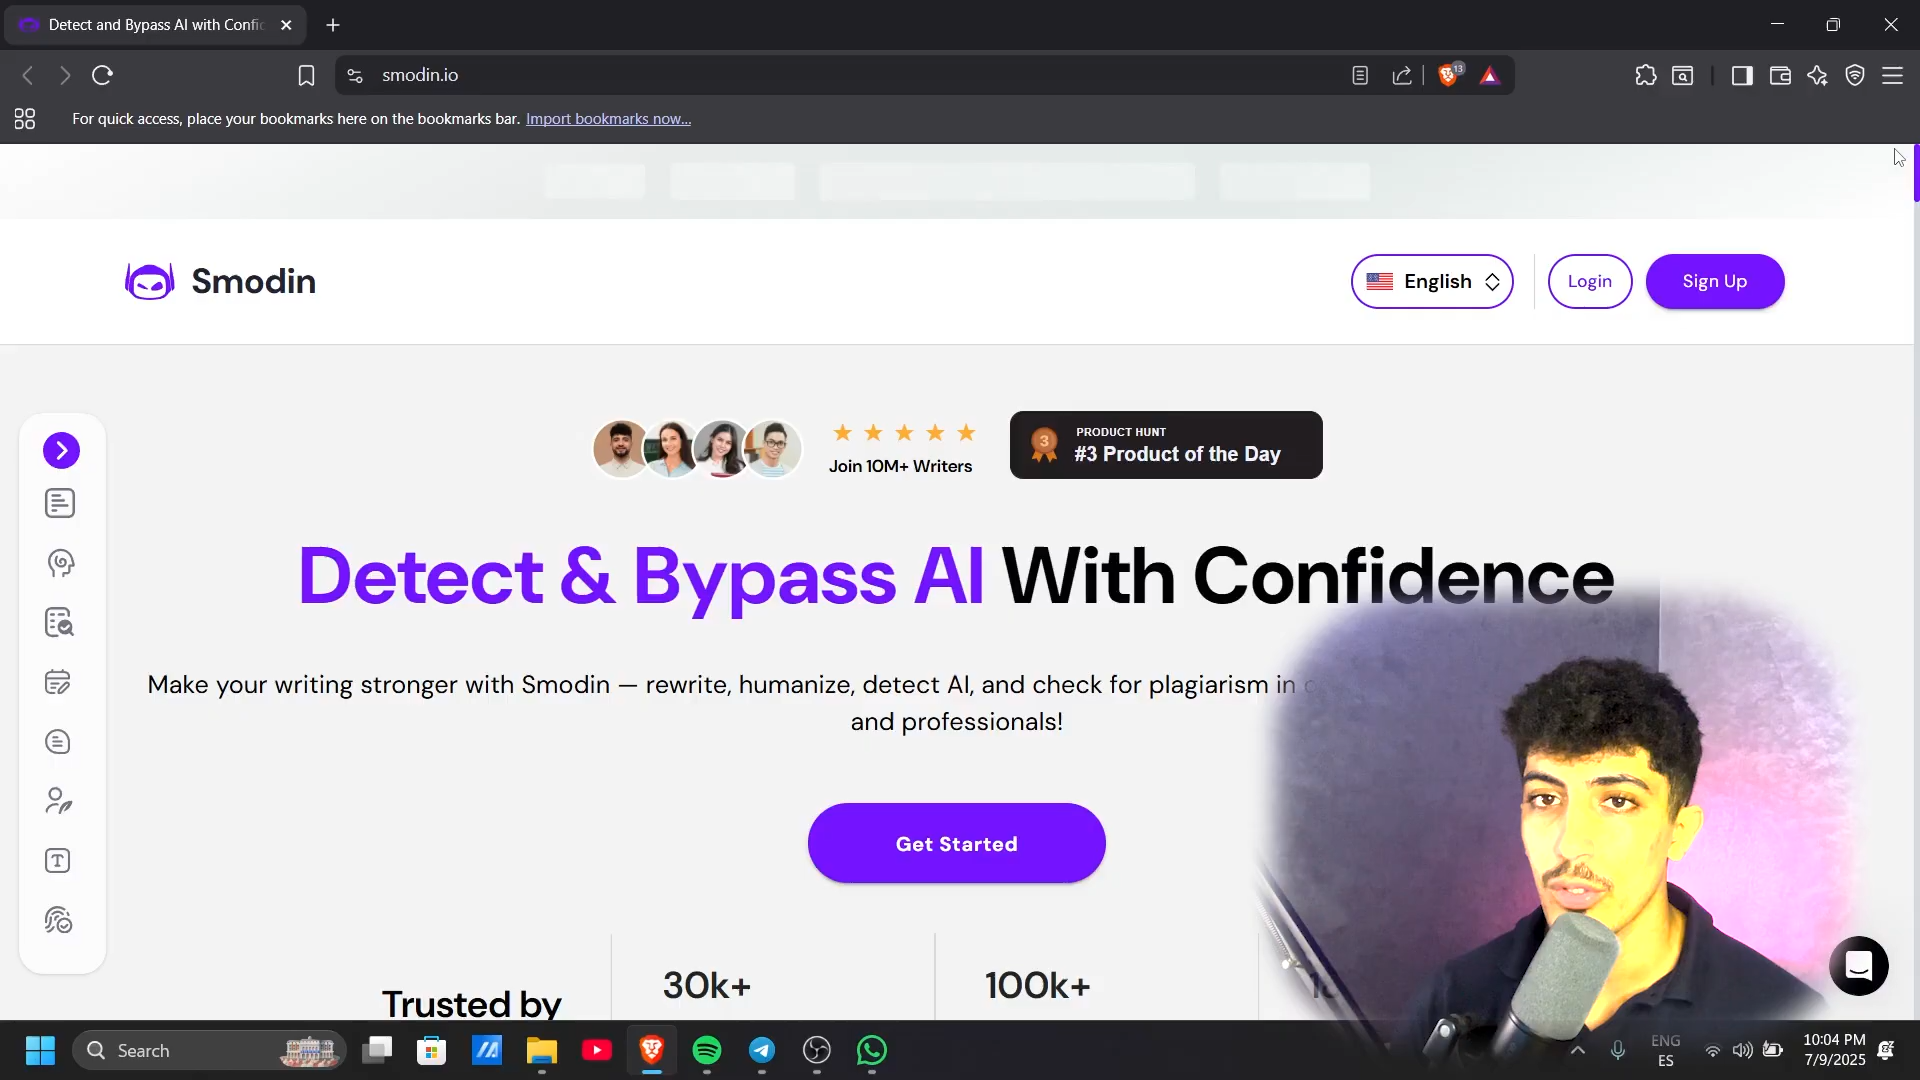 Detect and Bypass AI with Confid
smodin.io
13
For quick access, place your bookmarks here on the bookmarks bar. Import bookmarks now...
Smodin
English
Login
Sign Up
Join 10M+ Writers
3
PRODUCT HUNT
#3 Product of the Day
Detect & Bypass AI With Confidence
Make your writing stronger with Smodin — rewrite, humanize, detect AI, and check for plagiarism in
and professionals!
Get Started
Trusted by
30k+
100k+
Search
ENG
ES
10:04 PM
7/9/2025